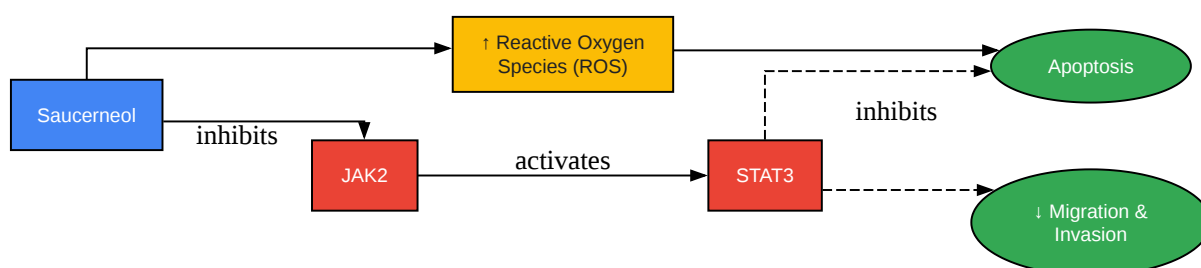 ↑ Reactive Oxygen
Species (ROS)
Apoptosis
Saucerneol
inhibits
inhibits
JAK2
activates
STAT3
↓ Migration &
Invasion